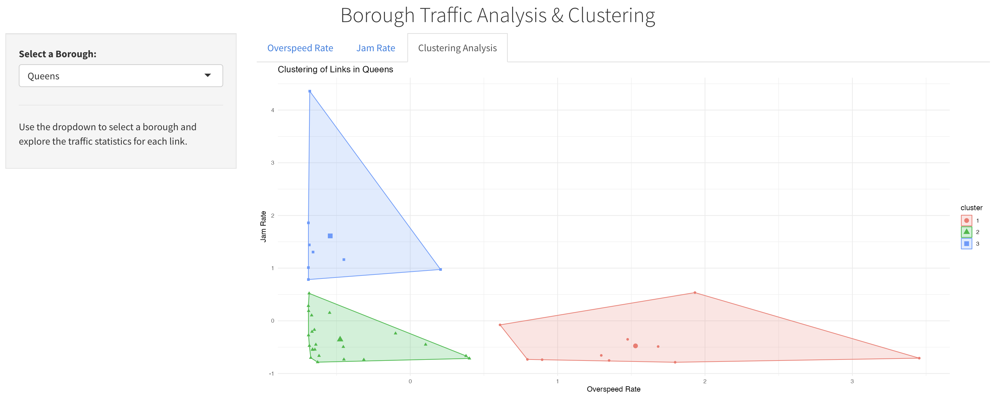 Borough Traffic Analysis & Clustering
Select a Borough:
Queens
Use the dropdown to select a borough and
explore the traffic statistics for each link.
Overspeed Rate
Jam Rate
Clustering Analysis
Clustering of Links in Queens
4
3
2
1
0
-1
Jam Rate
0
1
2
3
Overspeed Rate
cluster
1
2
3